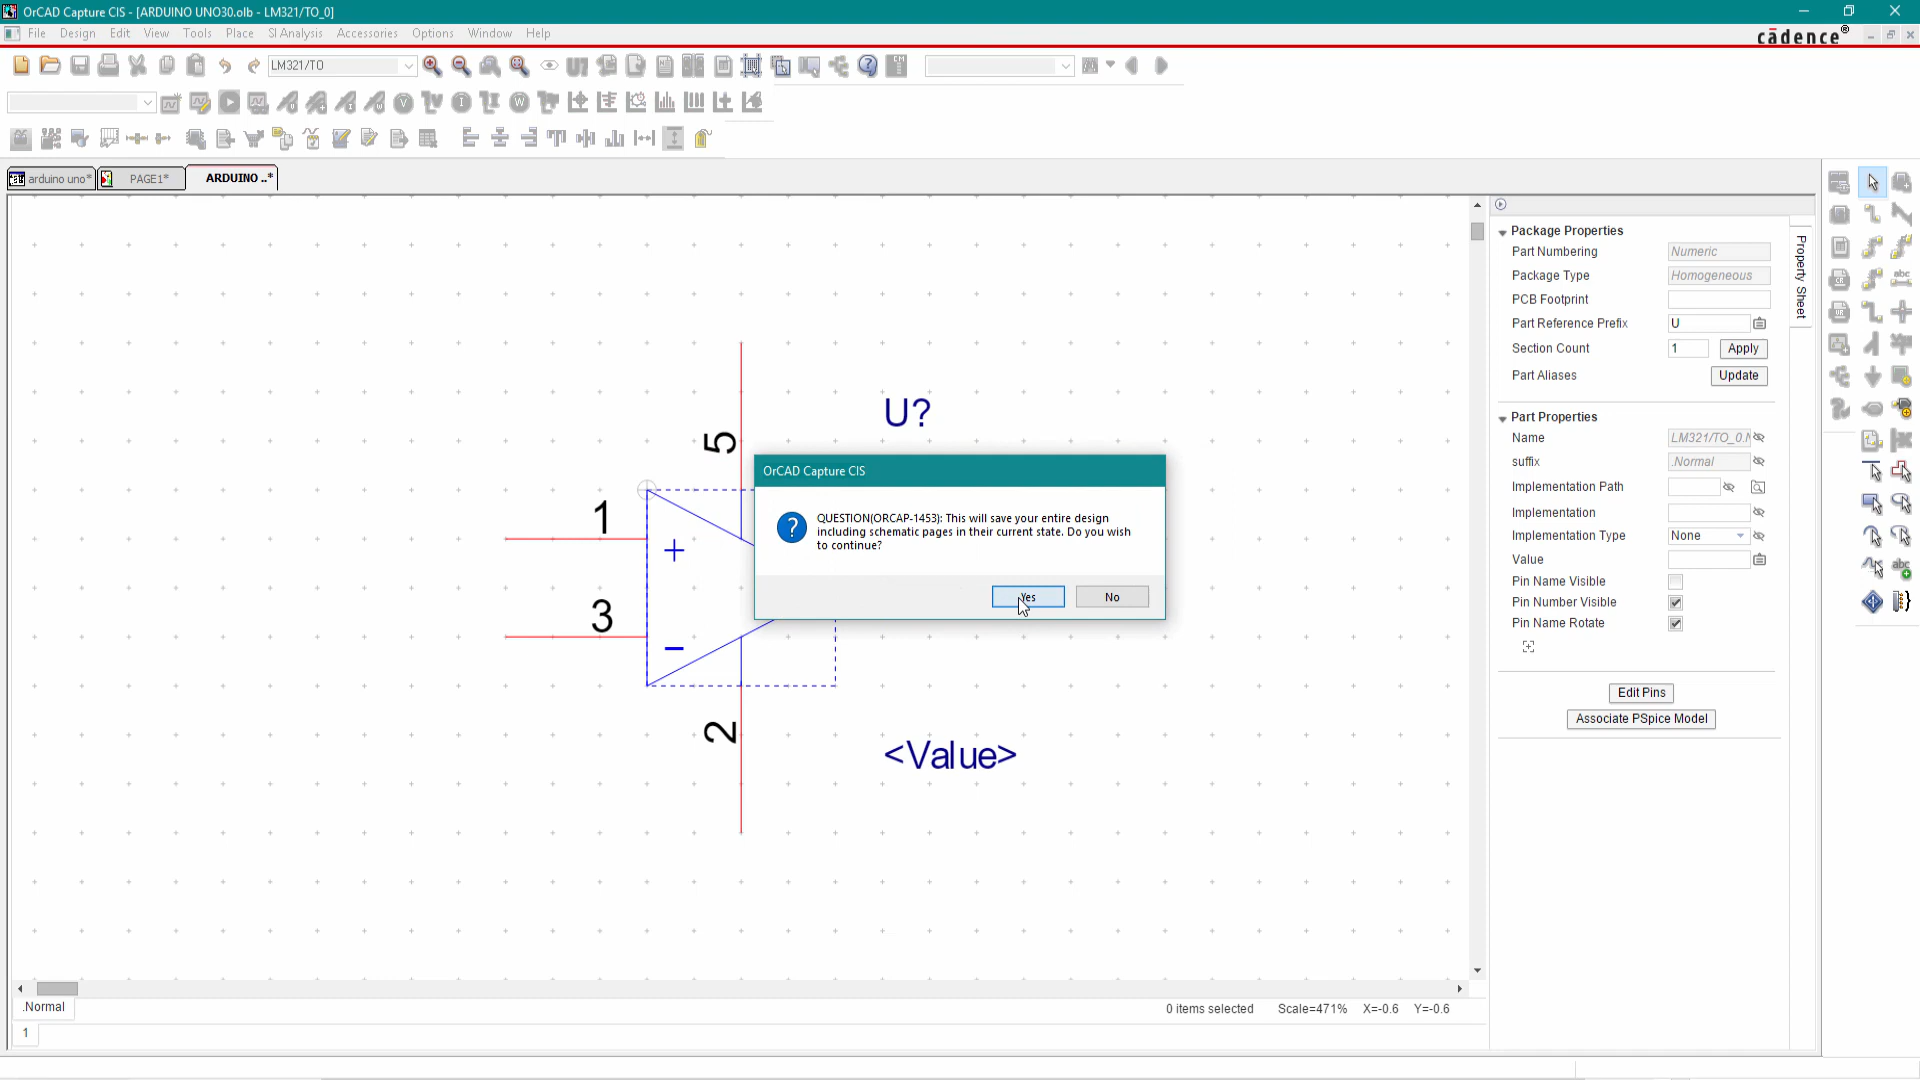 OrCAD Capture CIS - [ARDUINO UNO30.olb - LM321/TO_0]
File Design Edit View Tools Place SI Analysis Accessories Options Window Help
cādence®
LM321/TO
arduino uno* PAGE1* ARDUINO ..*
Package Properties
Part Numbering Numeric
Package Type Homogeneous
PCB Footprint
Part Reference Prefix U
Section Count 1 Apply
Part Aliases Update
Property Sheet
Part Properties
Name LM321/TO_0.N
suffix .Normal
Implementation Path
Implementation
Implementation Type None
Value
Pin Name Visible
Pin Number Visible
Pin Name Rotate
Edit Pins
Associate PSpice Model
U?
5
1
+
3
−
2
<Value>
OrCAD Capture CIS
? QUESTION(ORCAP-1453): This will save your entire design
including schematic pages in their current state. Do you wish
to continue?
Yes No
.Normal
0 items selected Scale=471% X=-0.6 Y=-0.6
1